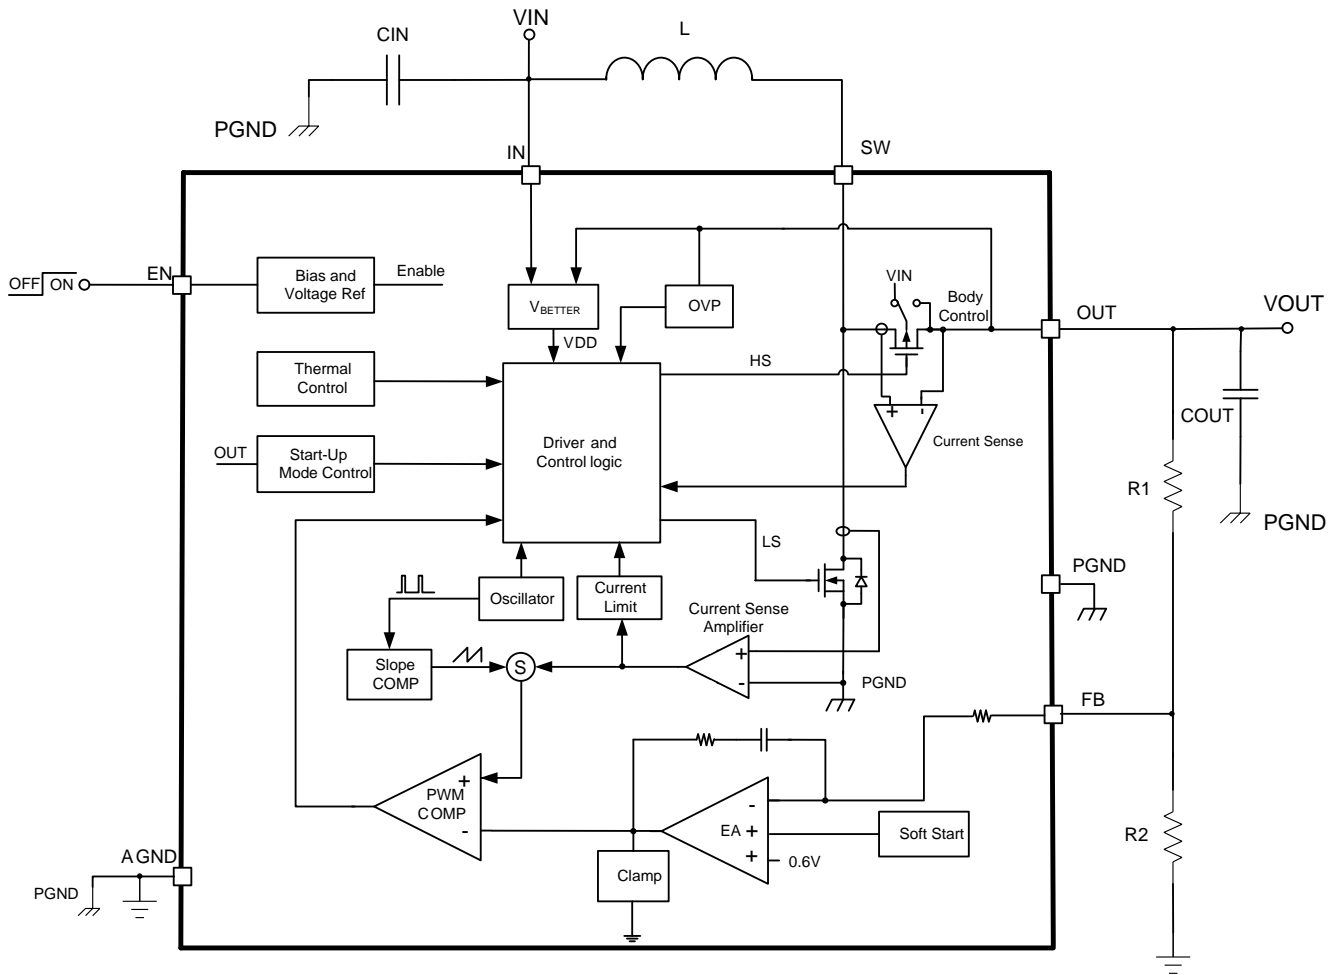 VIN
CIN
L
PGND
IN
SW
EN
OFF
ON
Bias and
Voltage Ref
Enable
VBETTER
VDD
OVP
VIN
Body
Control
OUT
VOUT
Thermal
Control
HS
COUT
+
-
Current Sense
OUT
Start-Up
Mode Control
Driver and
Control logic
R1
PGND
LS
PGND
Oscillator
Current
Limit
Current Sense
Amplifier
Slope
COMP
S
+
-
PGND
FB
PWM
COMP
+
-
EA
-
+
+
0.6V
Soft Start
R2
Clamp
A GND
PGND